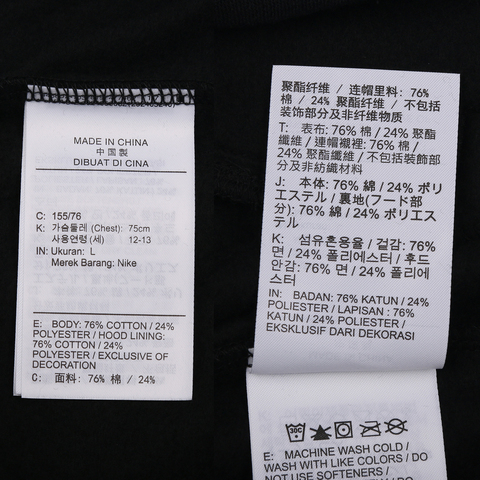 MADE IN CHINA
中国製
DIBUAT DI CINA
C: 155/76
K: 가슴둘레 (Chest): 75cm
사용연령 (세) 12-13
IN: Ukuran: L
Merek Barang: Nike
E: BODY: 76% COTTON / 24%
POLYESTER / HOOD LINING:
76% COTTON / 24%
POLYESTER / EXCLUSIVE OF
DECORATION
C: 面料: 76% 棉 / 24%
聚酯纤维 / 连帽里料: 76%
棉 / 24% 聚酯纤维 / 不包括
装饰部分及非纤维部分
T: 表布: 76% 棉 / 24% 聚酯
纖維 / 連帽襯裡: 76% 棉 /
24% 聚酯纖維 / 不包括裝飾部
分及非紡織材料
J: 本体: 76% 綿 / 24% ポリ
エステル / 裏地(フード部
分): 76% 綿 / 24% ポリエス
テル
K: 섬유혼용율 / 겉감: 76%
면 / 24% 폴리에스터 / 후드
안감: 76% 면 / 24% 폴리에
스터
IN: BADAN: 76% KATUN / 24%
POLIESTER / LAPISAN : 76%
KATUN / 24% POLIESTER /
EKSKLUSIF DARI DEKORASI
30C
E: MACHINE WASH COLD /
WASH WITH LIKE COLORS / DO
NOT USE SOFTENERS /